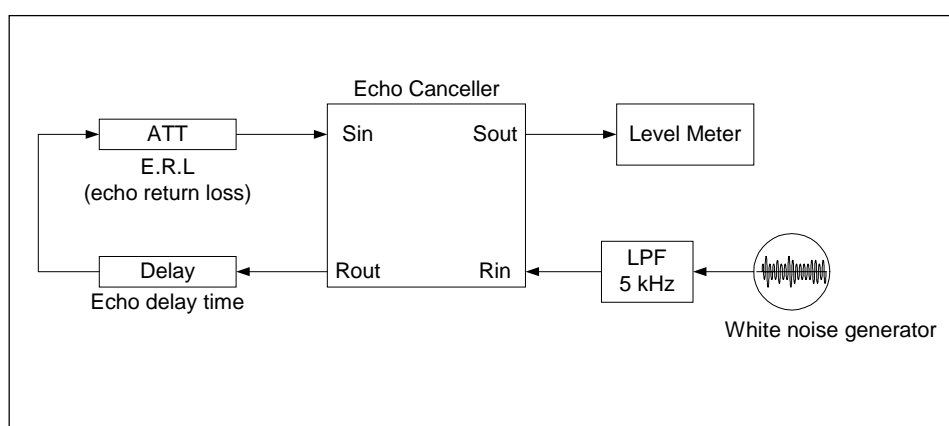 Echo Canceller
ATT
Sin
Sout
Level Meter
E.R.L
(echo return loss)
Delay
Rout
Rin
LPF
5 kHz
Echo delay time
White noise generator